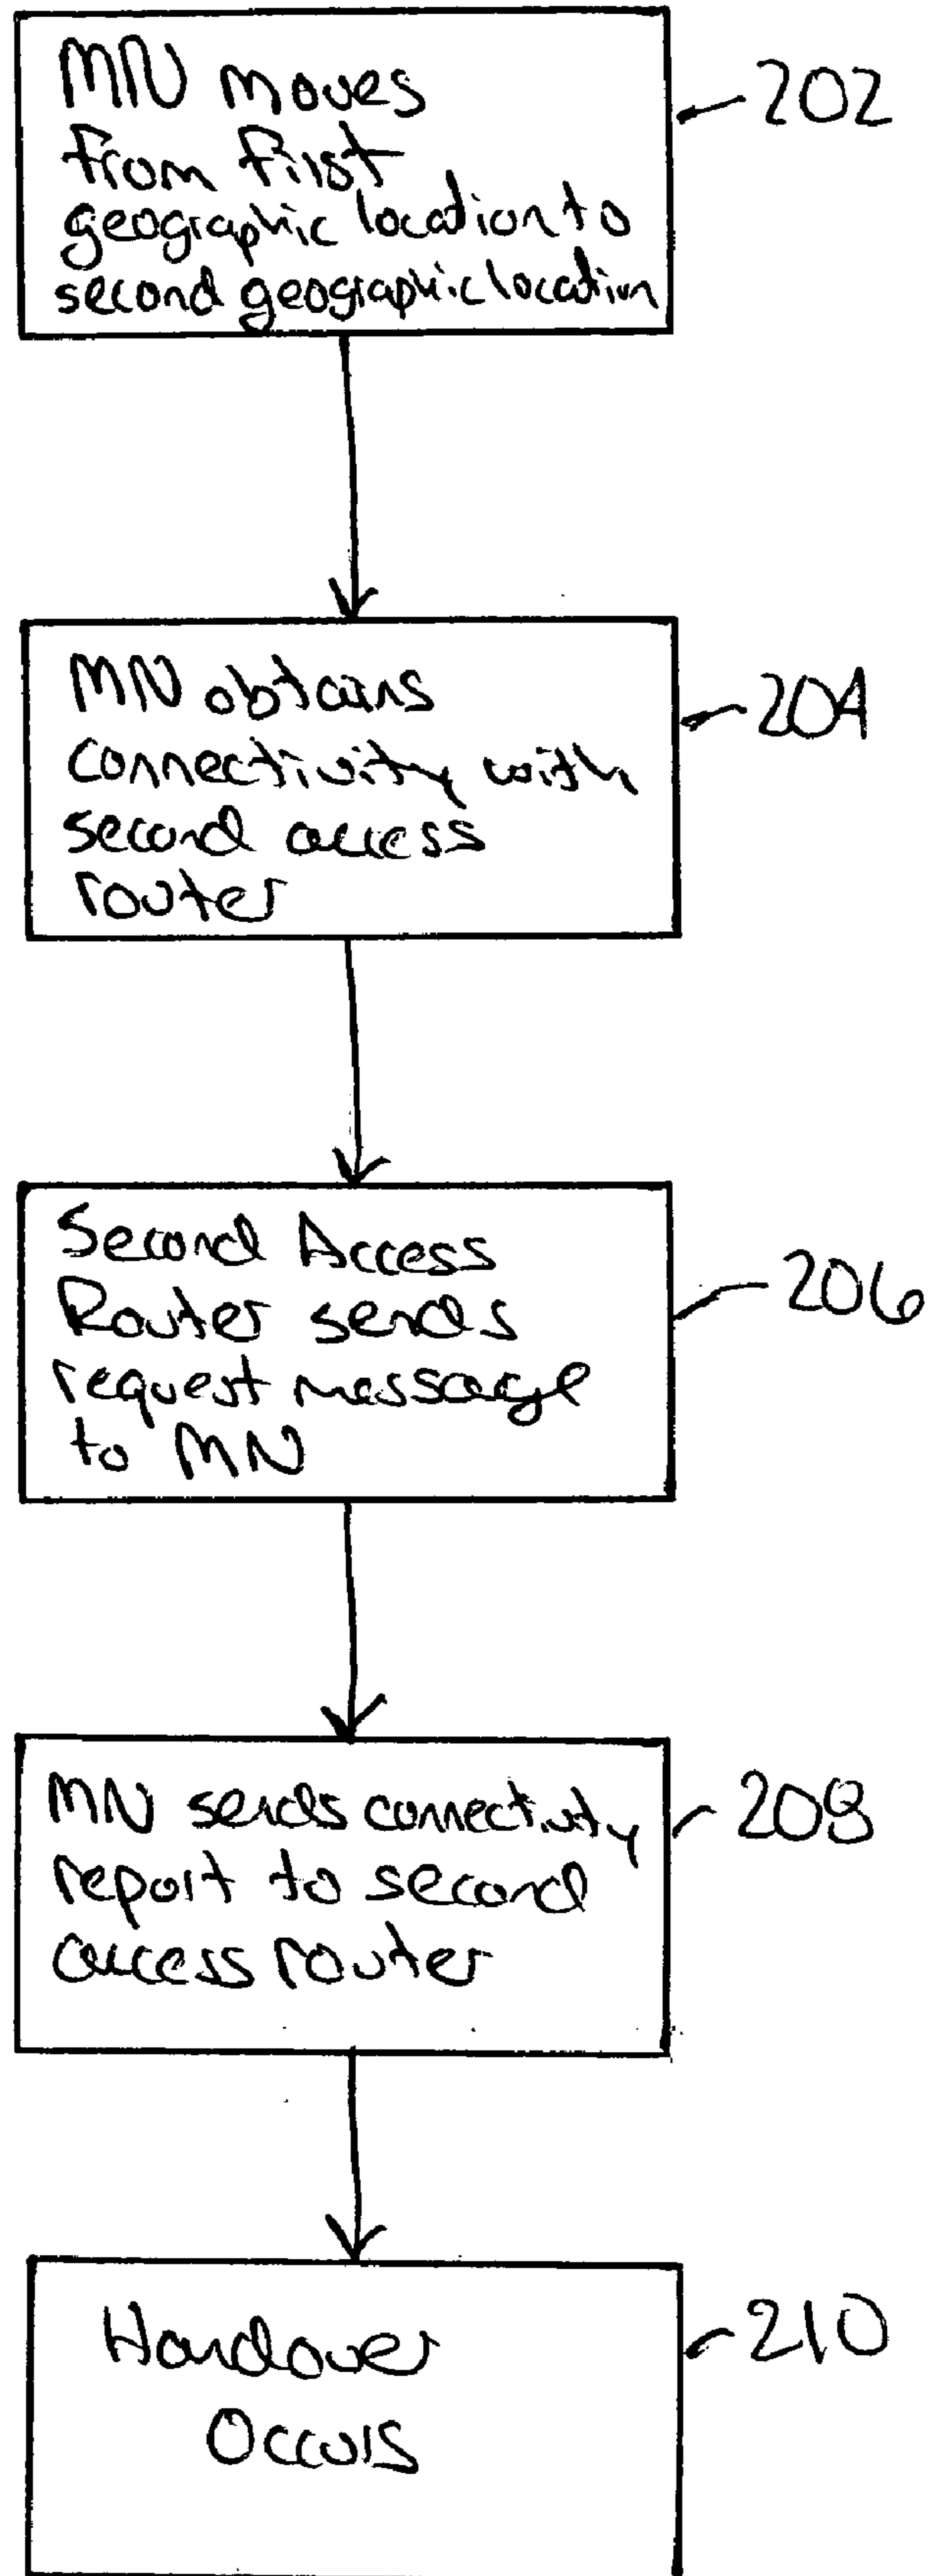 MN moves
from first
geographic location to
second geographic location
202
MN obtains
connectivity with
second access
router
204
Second Access
Router sends
request message
to MN
206
MN sends connectivity
report to second
access router
208
Handover
Occurs
210